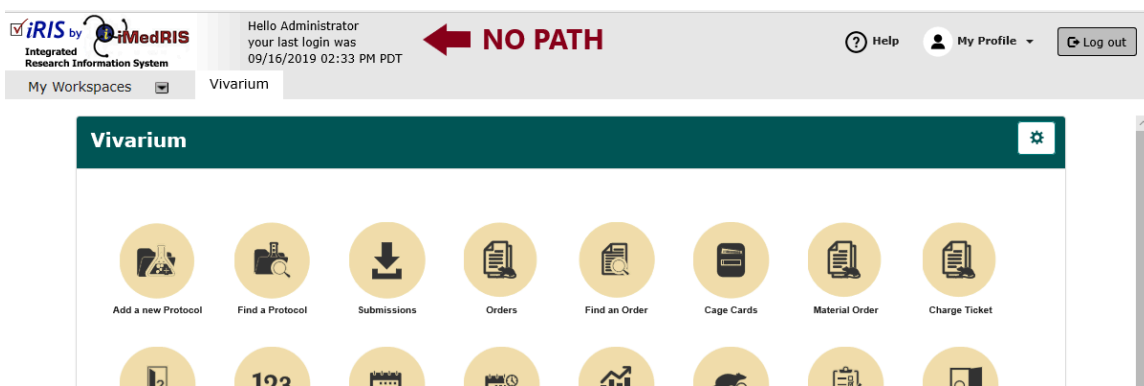 iRIS by iMedRIS
Integrated
Research Information System
Hello Administrator
your last login was
09/16/2019 02:33 PM PDT
NO PATH
? Help
My Profile
Log out
My Workspaces
Vivarium
Vivarium
Add a new Protocol
Find a Protocol
Submissions
Orders
Find an Order
Cage Cards
Material Order
Charge Ticket
?
123